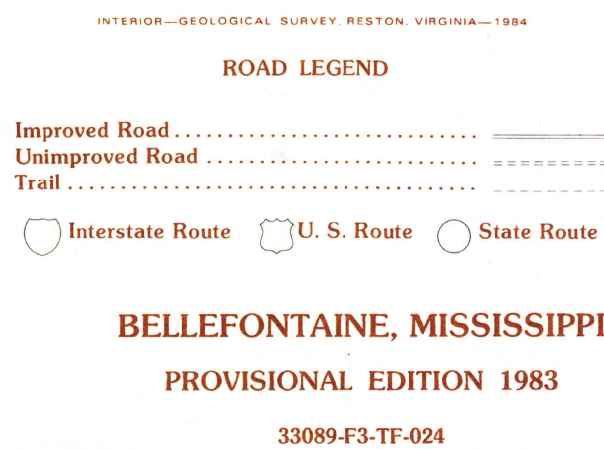 INTERIOR—GEOLOGICAL SURVEY, RESTON, VIRGINIA—1984
ROAD LEGEND
Improved Road
Unimproved Road
Trail
Interstate Route U. S. Route State Route
BELLEFONTAINE, MISSISSIPPI
PROVISIONAL EDITION 1983
33089-F3-TF-024